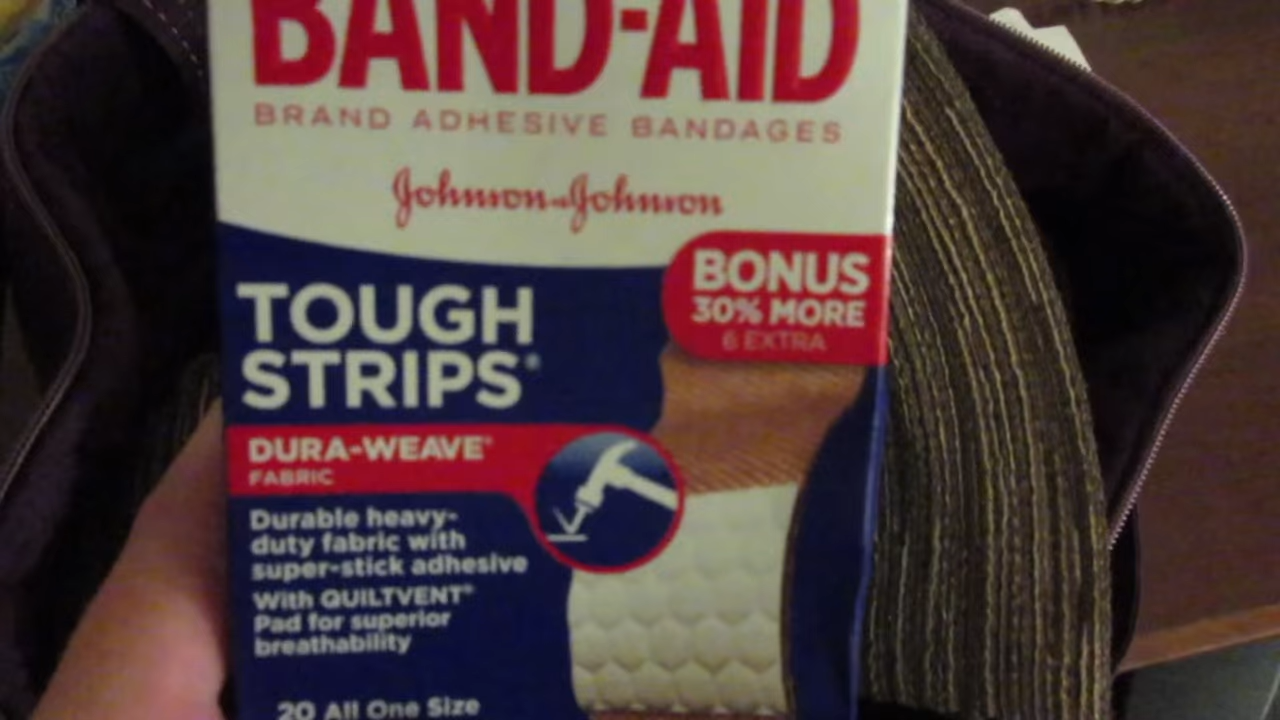 BAND-AID
BRAND ADHESIVE BANDAGES
Johnson-Johnson
TOUGH
STRIPS®
BONUS
30% MORE
6 EXTRA
DURA-WEAVE®
FABRIC
Durable heavy-
duty fabric with
super-stick adhesive
With QUILTVENT®
Pad for superior
breathability
20 All One Size